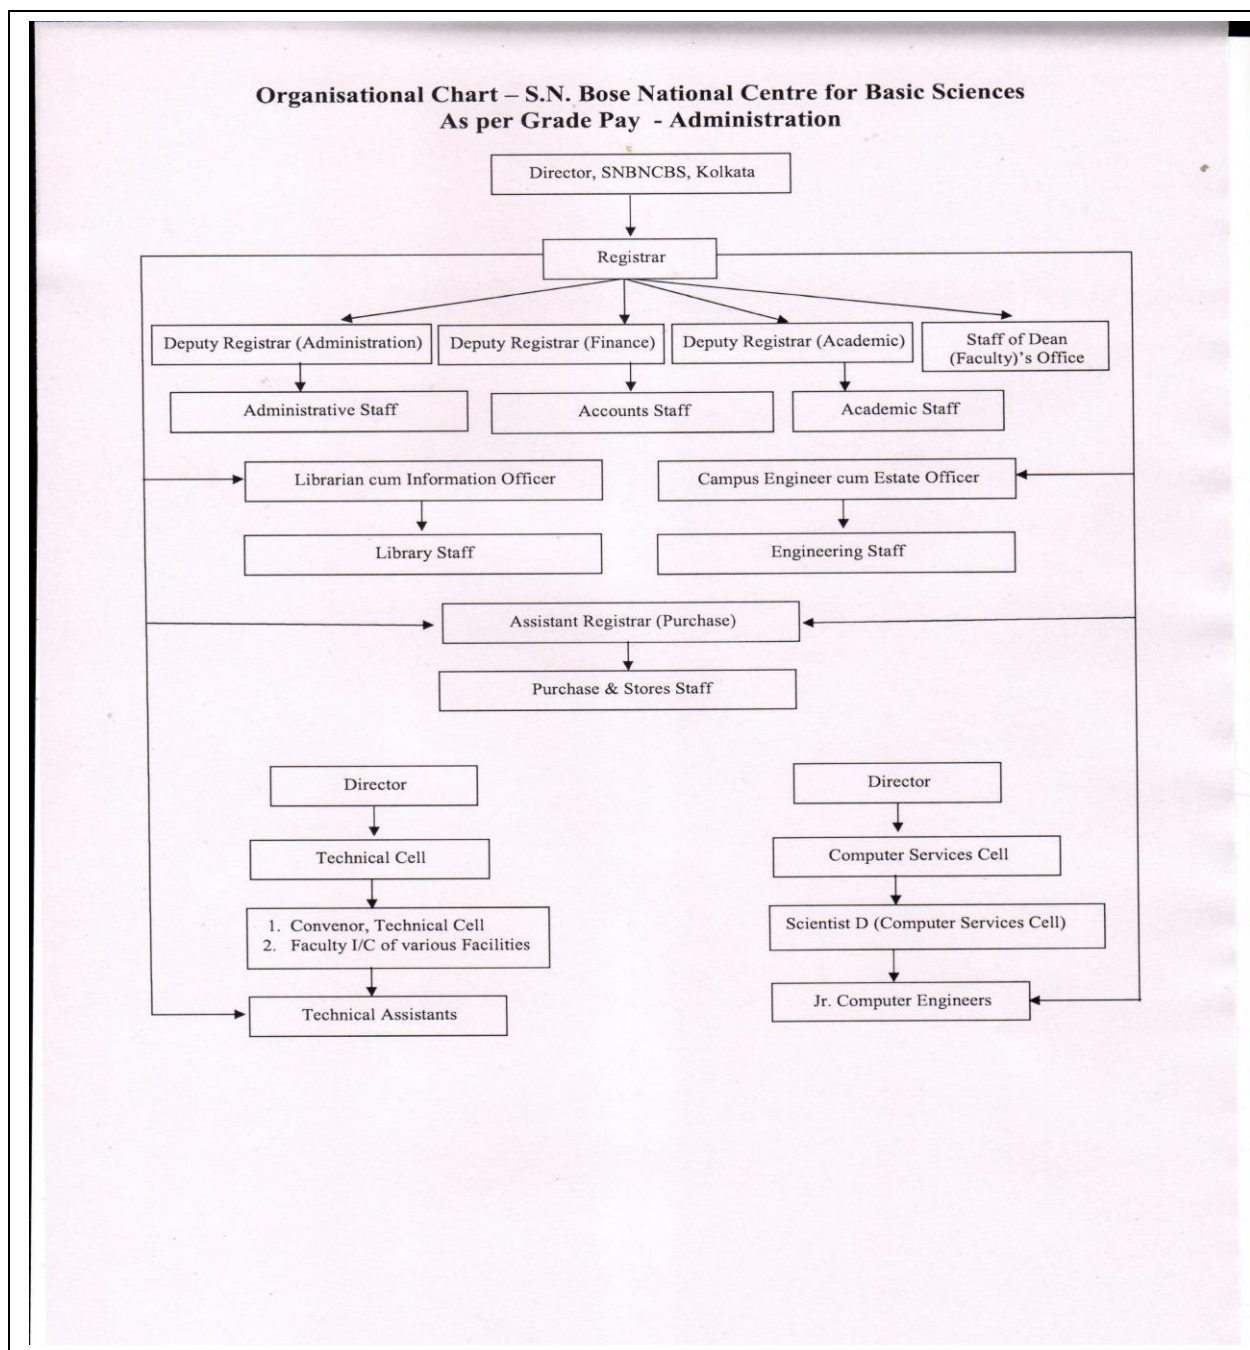 Organisational Chart – S.N. Bose National Centre for Basic Sciences
As per Grade Pay - Administration
Director, SNBNCBS, Kolkata
Registrar
Deputy Registrar (Administration)
Deputy Registrar (Finance)
Deputy Registrar (Academic)
Staff of Dean
(Faculty)'s Office
Administrative Staff
Accounts Staff
Academic Staff
Librarian cum Information Officer
Campus Engineer cum Estate Officer
Library Staff
Engineering Staff
Assistant Registrar (Purchase)
Purchase & Stores Staff
Director
Director
Technical Cell
Computer Services Cell
1. Convenor, Technical Cell
2. Faculty I/C of various Facilities
Scientist D (Computer Services Cell)
Technical Assistants
Jr. Computer Engineers